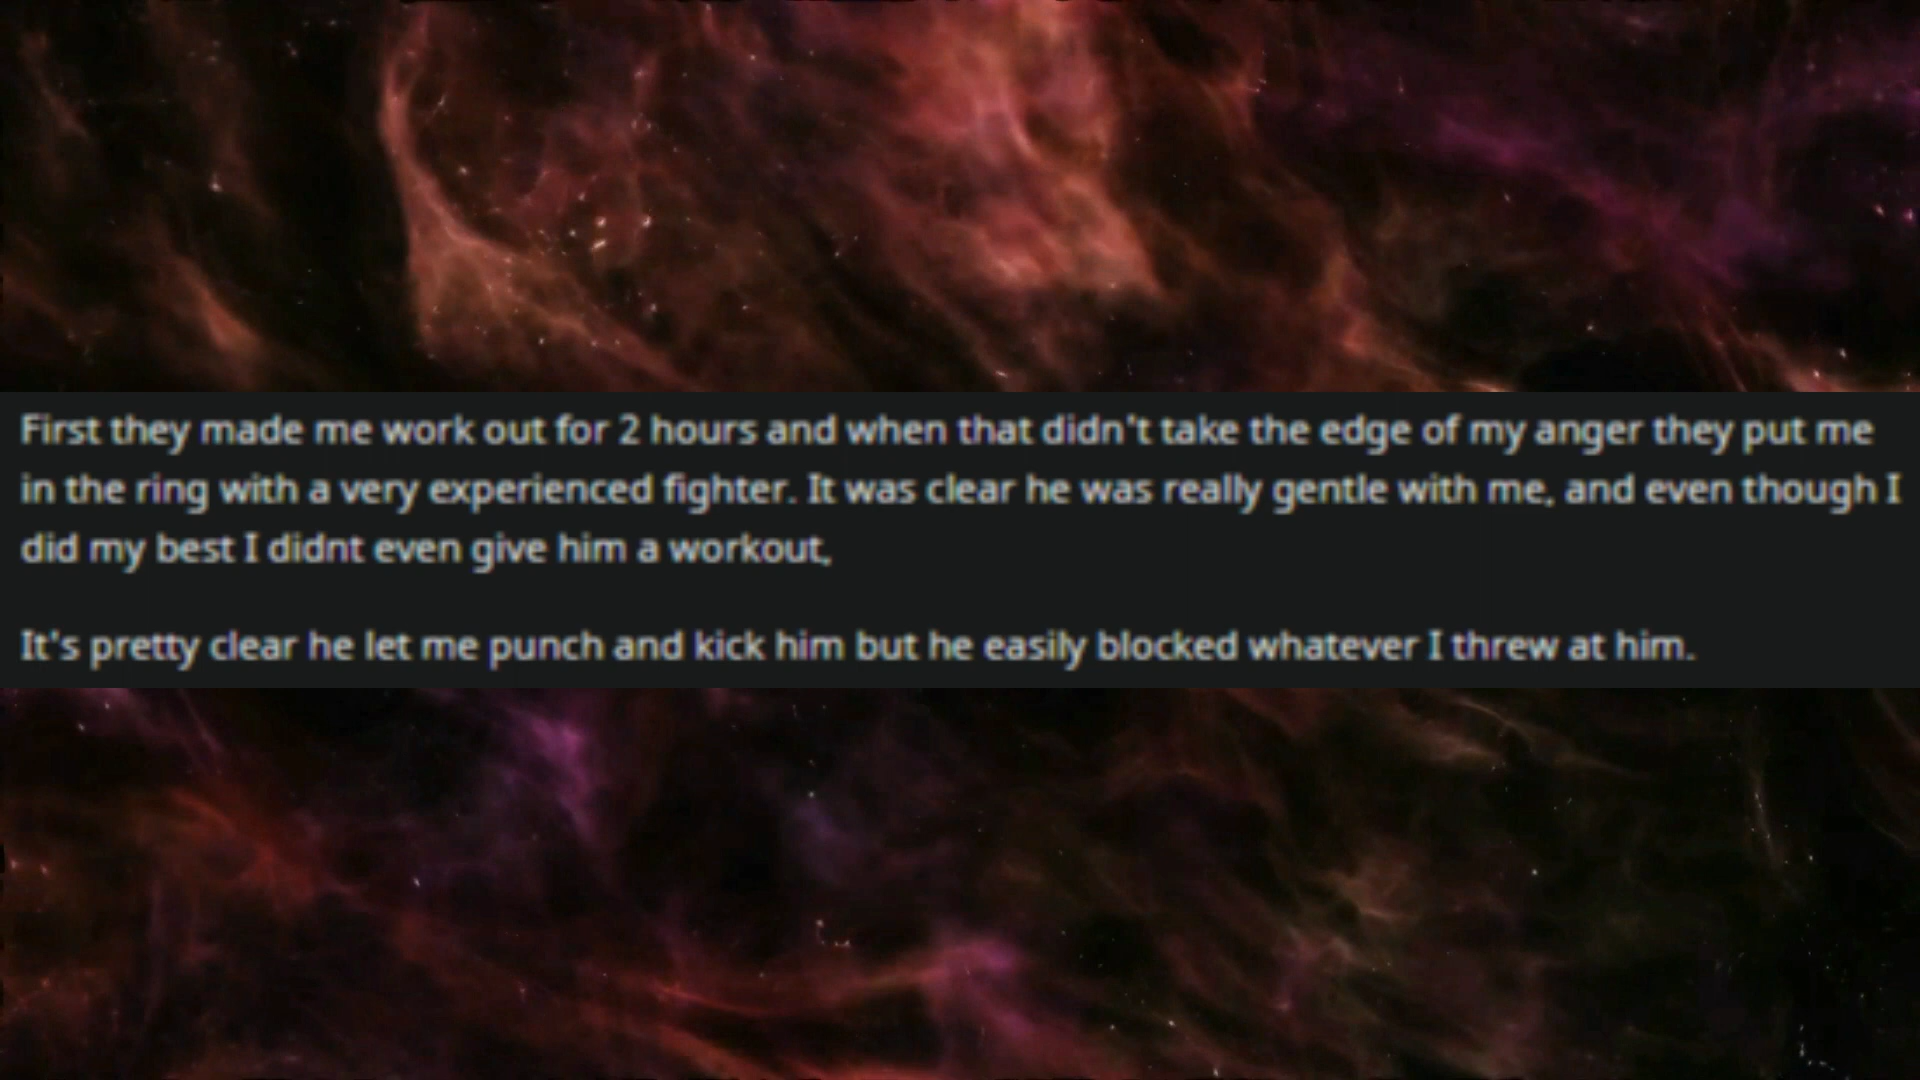 First they made me work out for 2 hours and when that didn't take the edge of my anger they put me
in the ring with a very experienced fighter. It was clear he was really gentle with me, and even though I
did my best I didnt even give him a workout,
It's pretty clear he let me punch and kick him but he easily blocked whatever I threw at him.